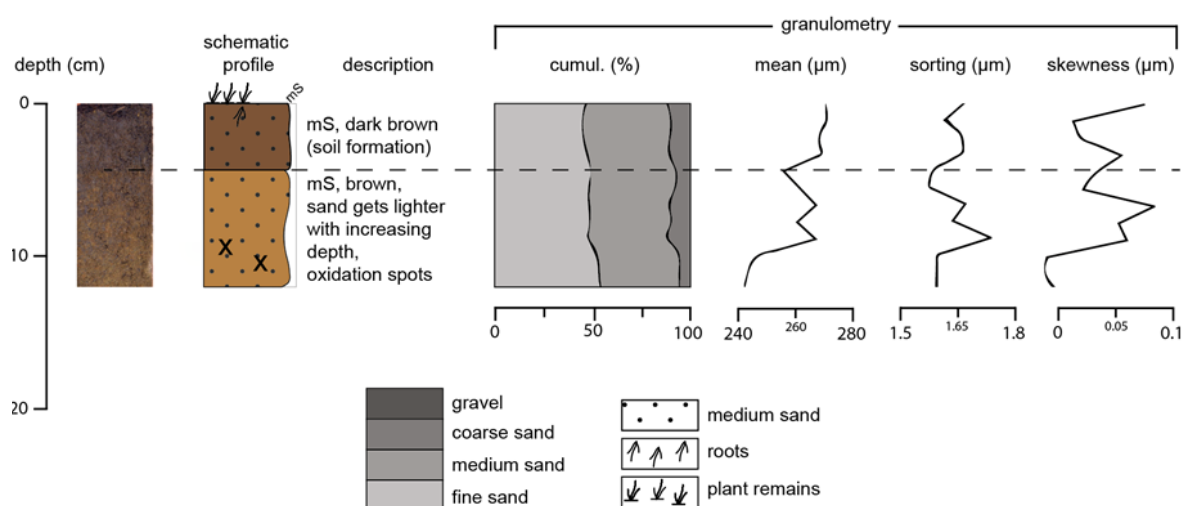 granulometry
schematic
profile
depth (cm)
description
cumul. (%)
mean (µm)
sorting (µm)
skewness (µm)
mS
0
mS, dark brown
(soil formation)
mS, brown,
sand gets lighter
with increasing
depth,
oxidation spots
X
X
10
20
0
50
100
240
260
280
1.5
1.65
1.8
0
0.05
0.1
gravel
coarse sand
medium sand
fine sand
medium sand
roots
plant remains